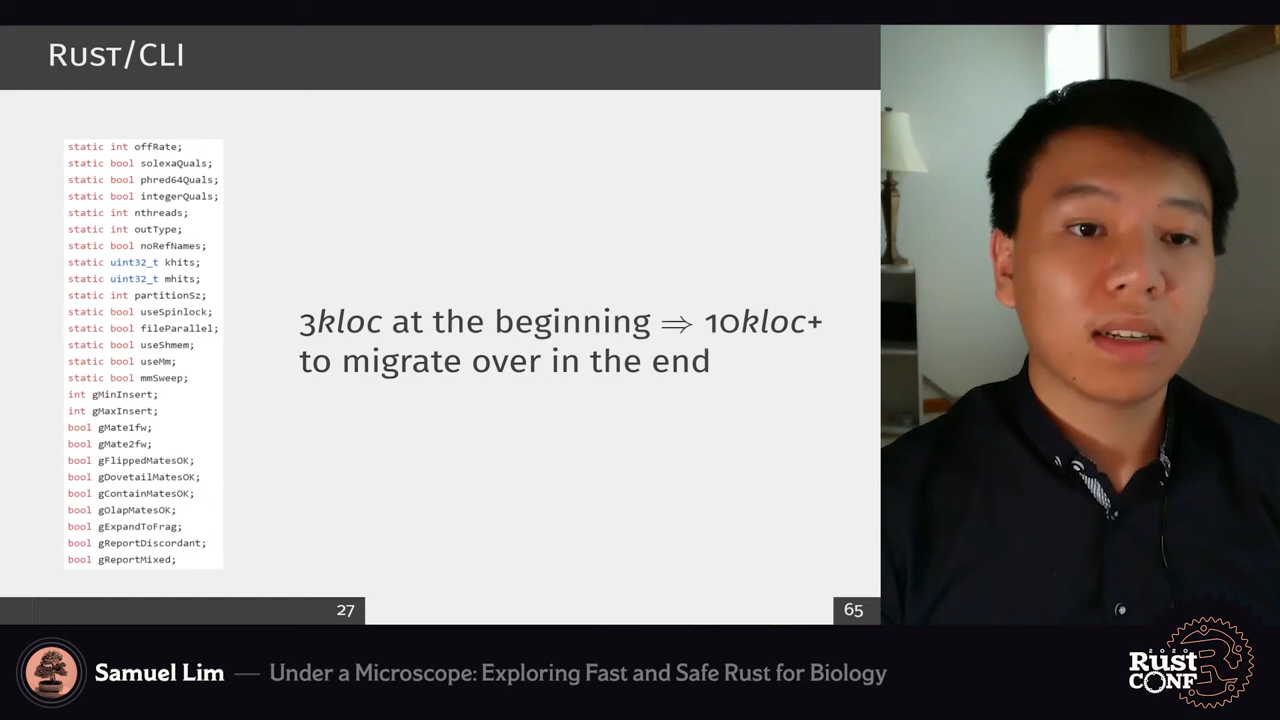 Rust/CLI
static int offRate;
static bool solexaQuals;
static bool phred64Quals;
static bool integerQuals;
static int nthreads;
static int outType;
static bool noRefNames;
static uint32_t khits;
static uint32_t mhits;
static int partitionSz;
static bool useSpinlock;
static bool fileParallel;
static bool useShmem;
static bool useMm;
static bool mmSweep;
int gMinInsert;
int gMaxInsert;
bool gMate1fw;
bool gMate2fw;
bool gFlippedMatesOK;
bool gDovetailMatesOK;
bool gContainMatesOK;
bool gOlapMatesOK;
bool gExpandToFrag;
bool gReportDiscordant;
bool gReportMixed;
3kloc at the beginning ⇒ 10kloc+
to migrate over in the end
27
65
Samuel Lim — Under a Microscope: Exploring Fast and Safe Rust for Biology
2020
Rust
CONF
R